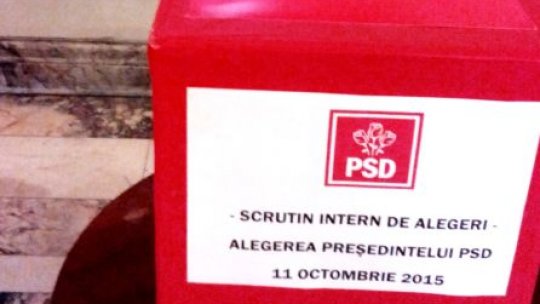 PSD
- SCRUTIN INTERN DE ALEGERI -
ALEGEREA PREȘEDINTELUI PSD
11 OCTOMBRIE 2015